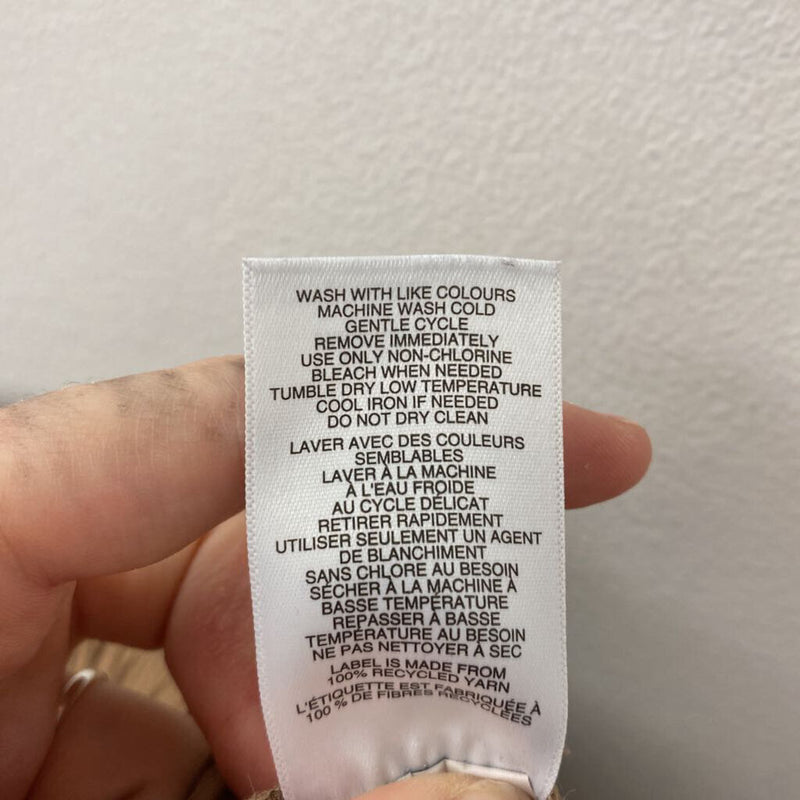 WASH WITH LIKE COLOURS
MACHINE WASH COLD
GENTLE CYCLE
REMOVE IMMEDIATELY
USE ONLY NON-CHLORINE
BLEACH WHEN NEEDED
TUMBLE DRY LOW TEMPERATURE
COOL IRON IF NEEDED
DO NOT DRY CLEAN
LAVER AVEC DES COULEURS
SEMBLABLES
LAVER À LA MACHINE
À L'EAU FROIDE
AU CYCLE DÉLICAT
RETIRER RAPIDEMENT
UTILISER SEULEMENT UN AGENT
DE BLANCHIMENT
SANS CHLORE AU BESOIN
SÉCHER À LA MACHINE À
BASSE TEMPÉRATURE
REPASSER À BASSE
TEMPÉRATURE AU BESOIN
NE PAS NETTOYER À SEC
LABEL IS MADE FROM
100% RECYCLED YARN
L'ÉTIQUETTE EST FABRIQUÉE À
100 % DE FIBRES RECYCLÉES